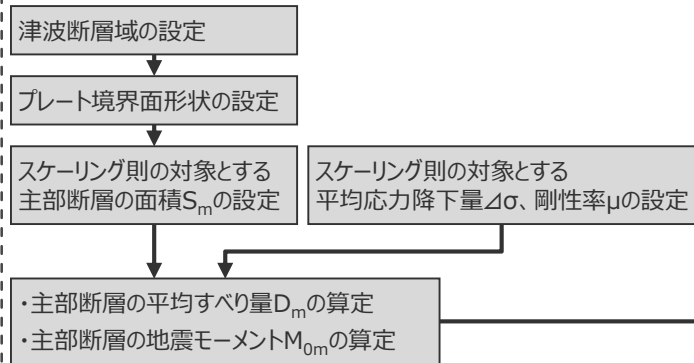 津波断層域の設定
プレート境界面形状の設定
スケーリング則の対象とする
主部断層の面積Smの設定
スケーリング則の対象とする
平均応力降下量⊿σ、剛性率μの設定
・主部断層の平均すべり量Dmの算定
・主部断層の地震モーメントM0mの算定